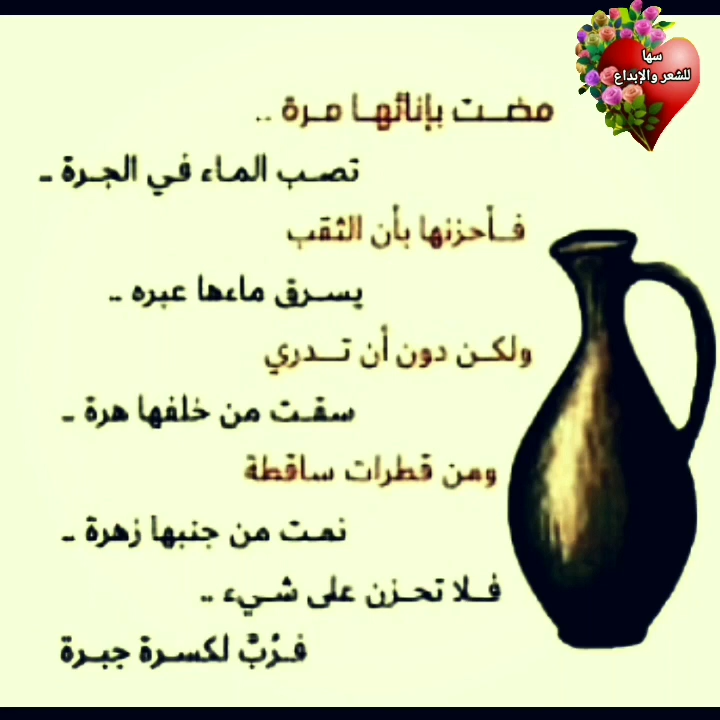 سها
للشعر والإبداع
مضت بإنائها مرة ..
تصب الماء في الجرة -
فأحزنها بأن الثقب
يسرق ماءها عبره ..
ولكن دون أن تدري
سقت من خلفها هرة -
ومن قطرات ساقطة
نمت من جنبها زهرة -
فلا تحزن على شيء ..
فرُبَّ لكسرة جبرة